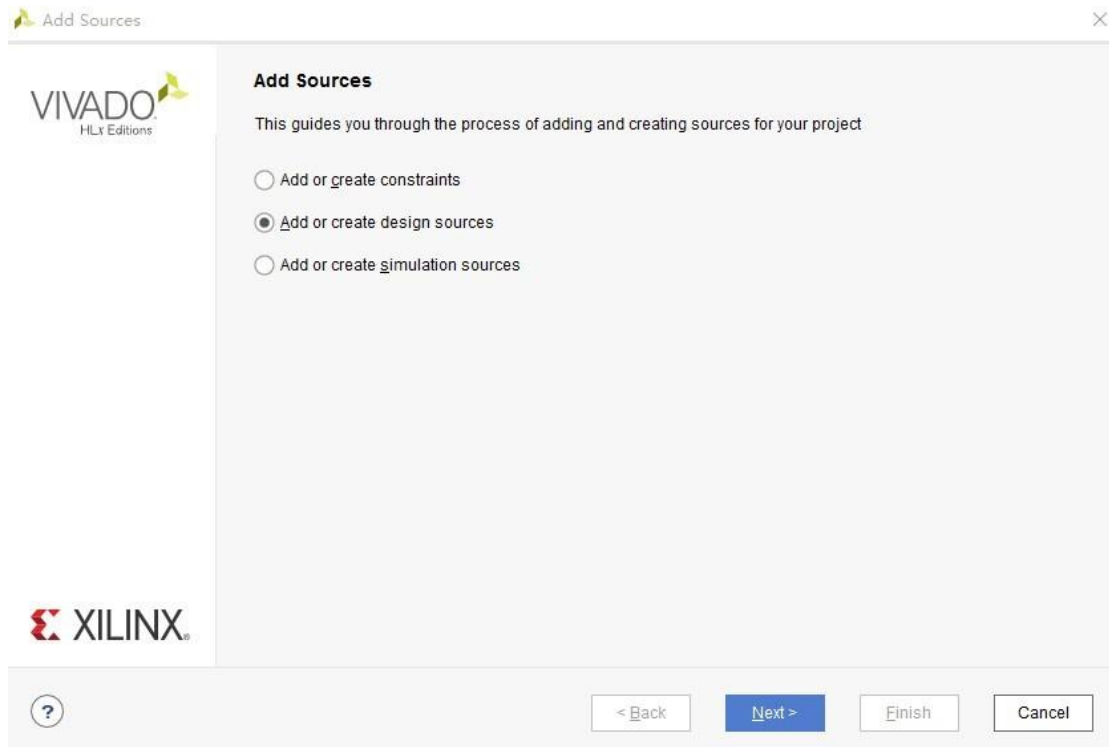 Add Sources
VIVADO
HLx Editions
Add Sources
This guides you through the process of adding and creating sources for your project
Add or create constraints
Add or create design sources
Add or create simulation sources
XILINX
?
< Back
Next >
Finish
Cancel